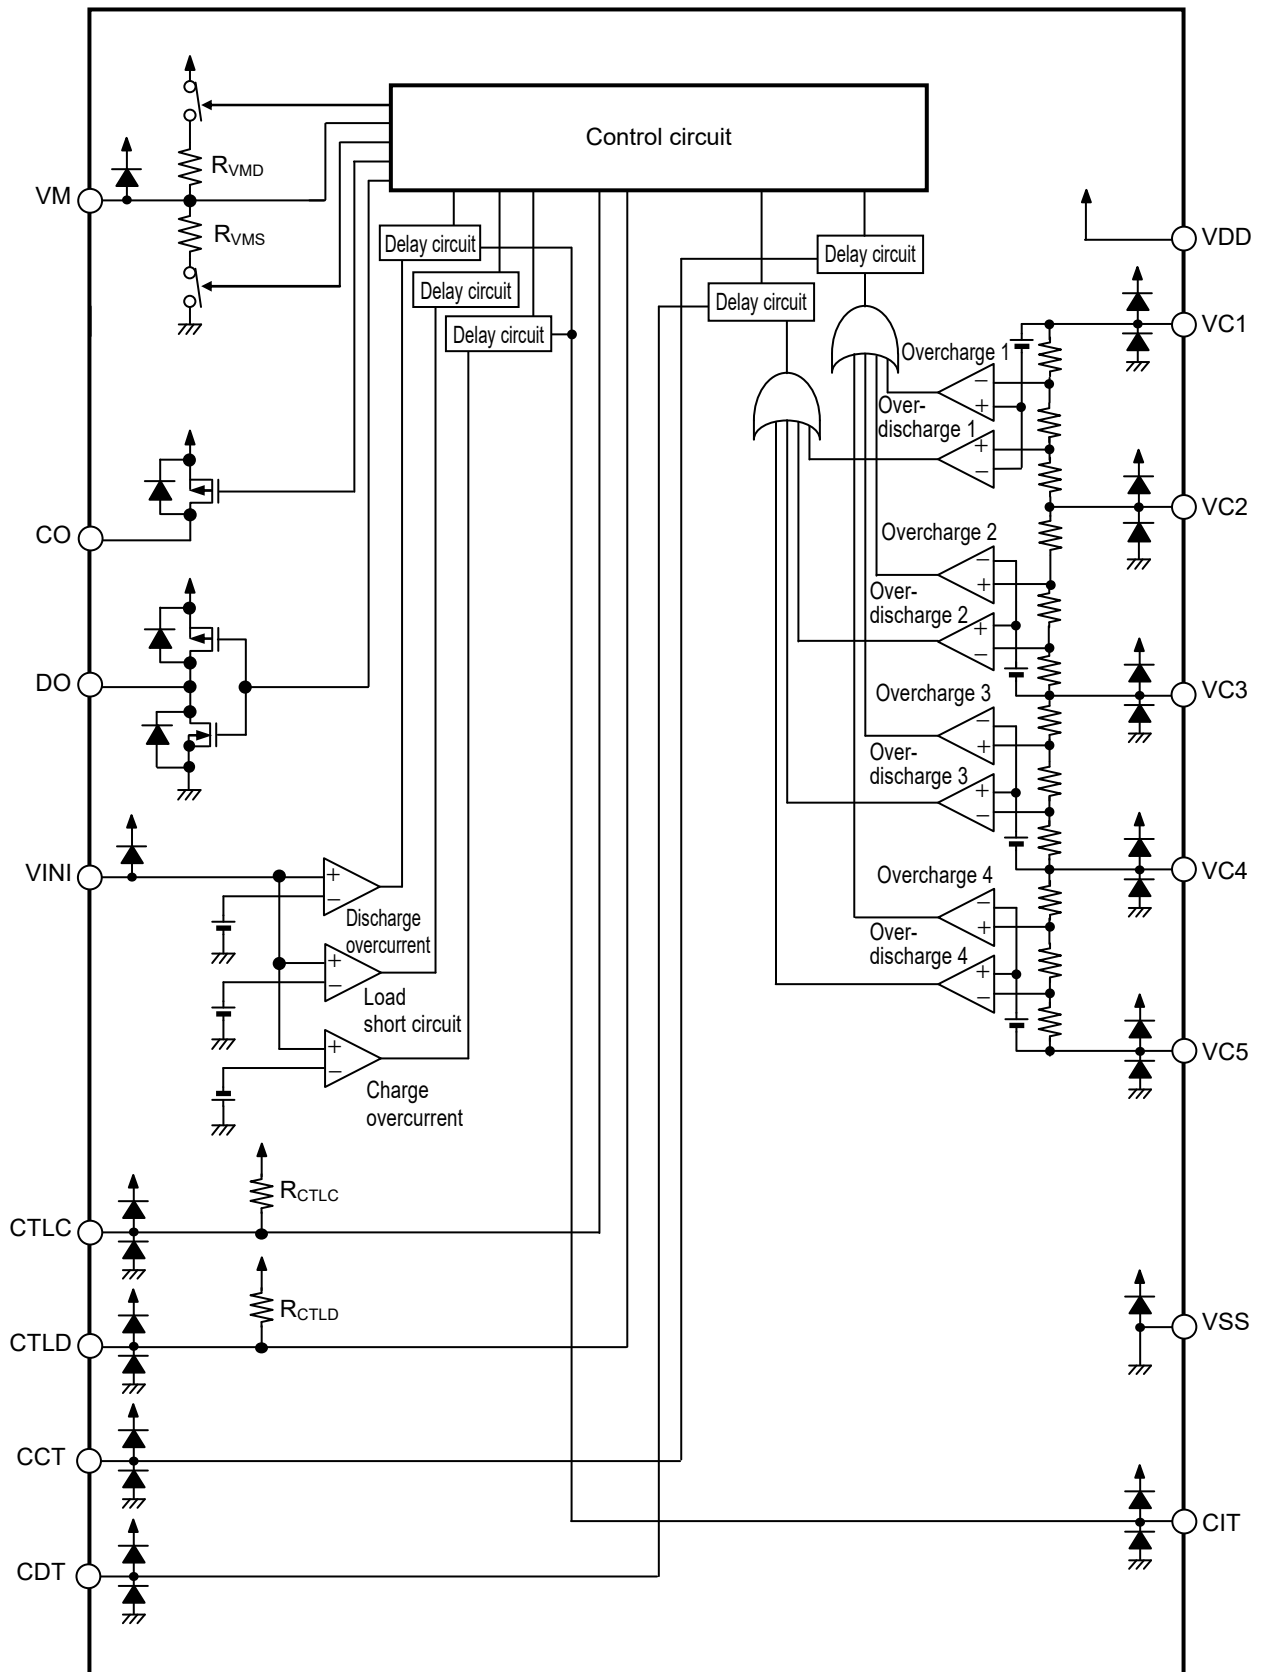 Control circuit
RVMD
VM
RVMS
Delay circuit
Delay circuit
Delay circuit
Delay circuit
Delay circuit
VDD
VC1
Overcharge 1
−
+
Over-
discharge 1
+
−
VC2
CO
Overcharge 2
−
+
Over-
discharge 2
+
−
DO
VC3
Overcharge 3
−
+
Over-
discharge 3
+
−
VINI
VC4
+
−
Discharge
overcurrent
Overcharge 4
−
+
Over-
discharge 4
+
−
+
−
Load
short circuit
VC5
+
−
Charge
overcurrent
RCTLC
CTLC
RCTLD
CTLD
VSS
CCT
CIT
CDT